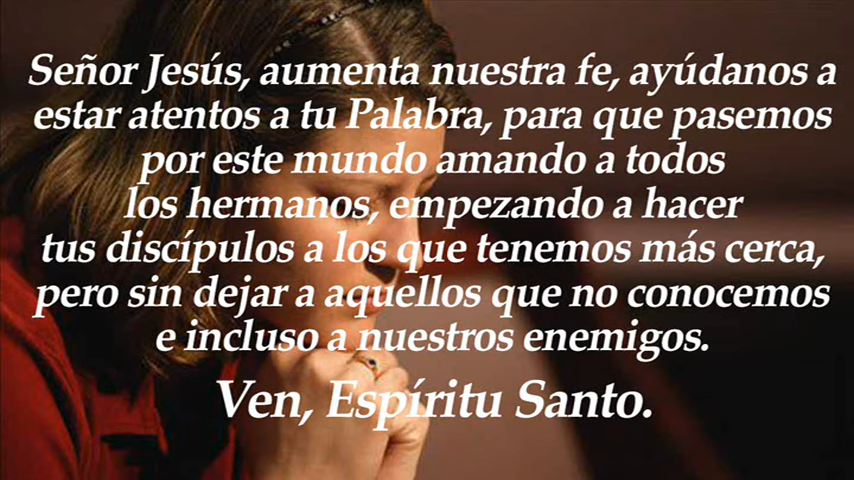 Señor Jesús, aumenta nuestra fe, ayúdanos a
estar atentos a tu Palabra, para que pasemos
por este mundo amando a todos
los hermanos, empezando a hacer
tus discípulos a los que tenemos más cerca,
pero sin dejar a aquellos que no conocemos
e incluso a nuestros enemigos.
Ven, Espíritu Santo.